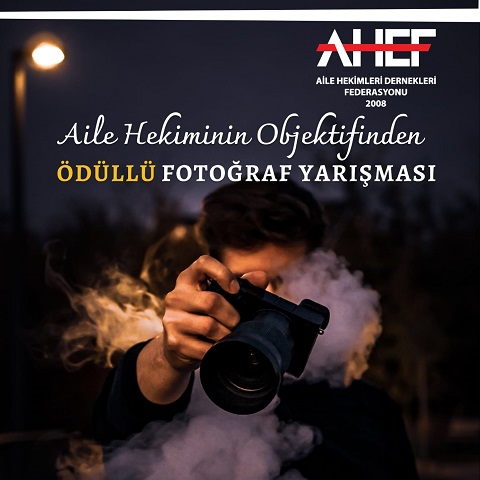 AHEF
AİLE HEKİMLERİ DERNEKLERİ
FEDERASYONU
2008
Aile Hekiminin Objektifinden
ÖDÜLLÜ FOTOĞRAF YARIŞMASI